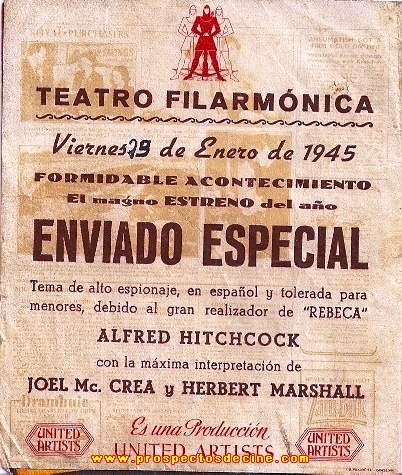 TEATRO FILARMÓNICA
Viernes de Enero de 1945
FORMIDABLE ACONTECIMIENTO
El magno ESTRENO del año
ENVIADO ESPECIAL
Tema de alto espionaje, en español y tolerada para
menores, debido al gran realizador de "REBECA"
ALFRED HITCHCOCK
con la máxima interpretación de
JOEL Mc. CREA y HERBERT MARSHALL
Drambuie
Es una Producción
UNITED ARTISTS
UNITED
ARTISTS
UNITED
ARTISTS
www.prospectosdecine.com